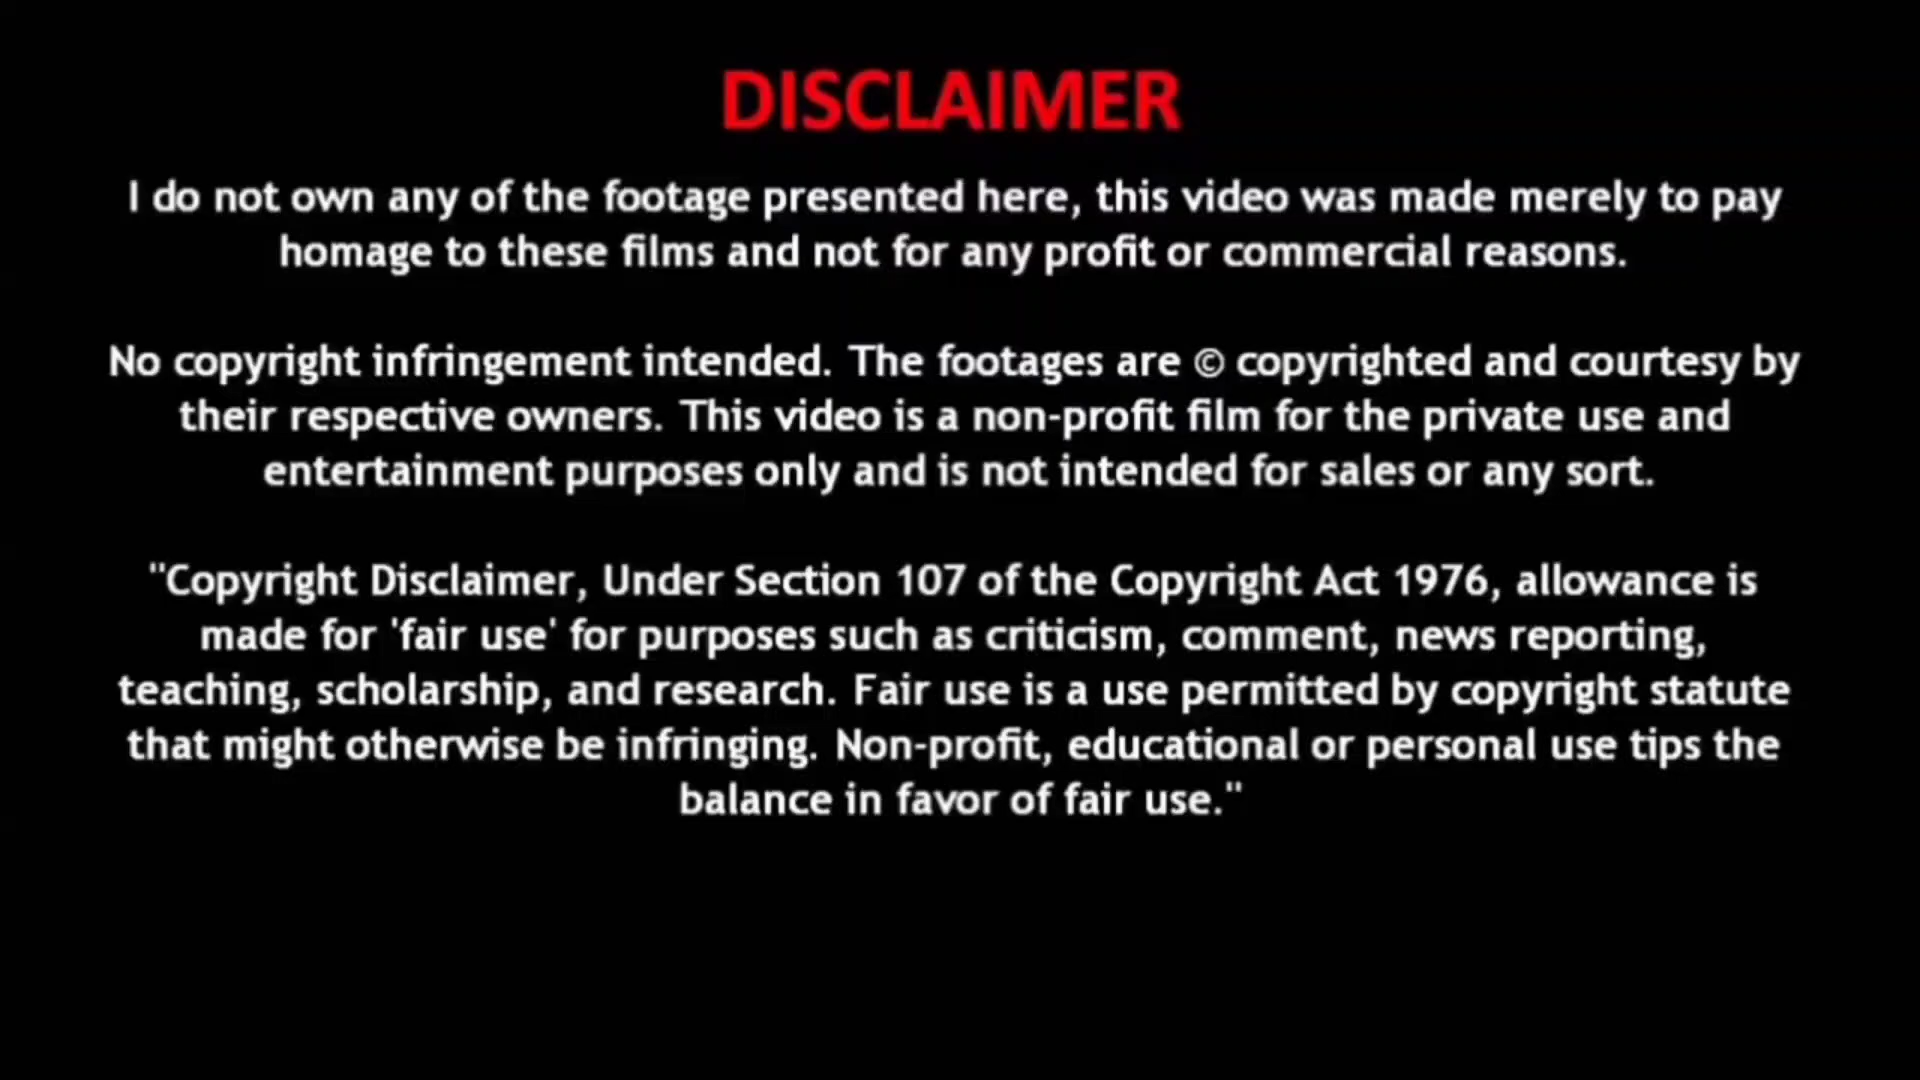 DISCLAIMER
I do not own any of the footage presented here, this video was made merely to pay
homage to these films and not for any profit or commercial reasons.
No copyright infringement intended. The footages are © copyrighted and courtesy by
their respective owners. This video is a non-profit film for the private use and
entertainment purposes only and is not intended for sales or any sort.
"Copyright Disclaimer, Under Section 107 of the Copyright Act 1976, allowance is
made for 'fair use' for purposes such as criticism, comment, news reporting,
teaching, scholarship, and research. Fair use is a use permitted by copyright statute
that might otherwise be infringing. Non-profit, educational or personal use tips the
balance in favor of fair use."